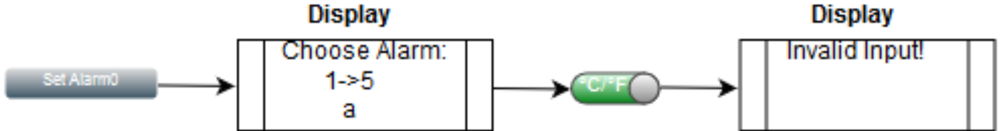 Display
Display
Set Alarm0
Choose Alarm:
1->5
a
°C/°F
Invalid Input!